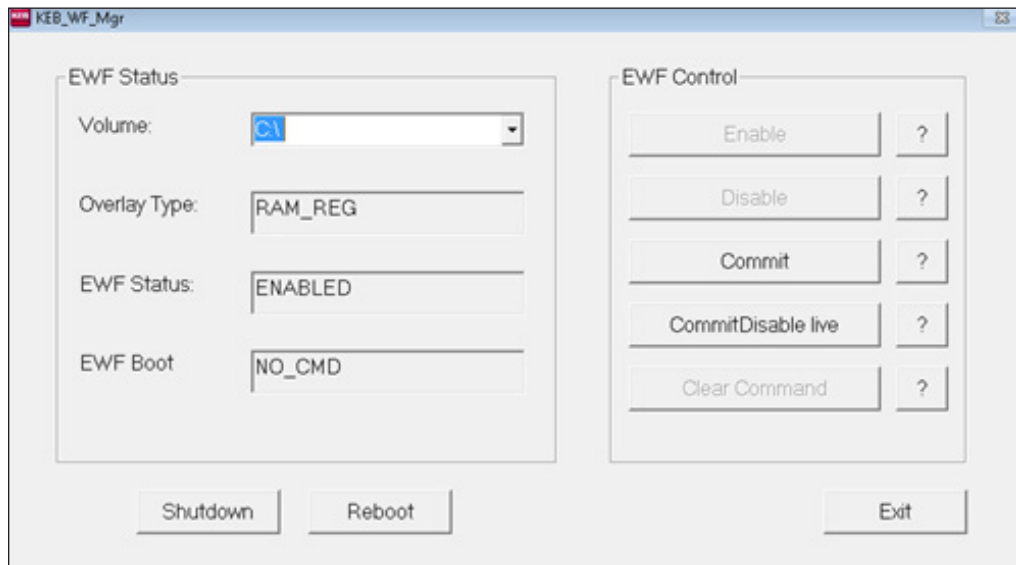 KEB KEB_WF_Mgr
EWF Status
Volume: C:\
Overlay Type: RAM_REG
EWF Status: ENABLED
EWF Boot NO_CMD
EWF Control
Enable ?
Disable ?
Commit ?
CommitDisable live ?
Clear Command ?
Shutdown Reboot Exit